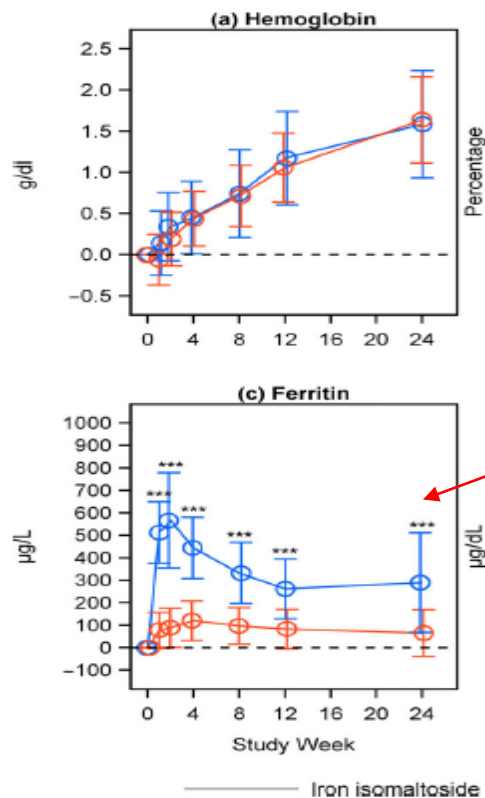 (a) Hemoglobin
2.5
2.0
1.5
1.0
0.5
0.0
−0.5
g/dl
Percentage
0 4 8 12 16 20 24
(c) Ferritin
1000
900
800
700
600
500
400
300
200
100
0
−100
µg/L
µg/dL
***
***
***
***
***
***
0 4 8 12 16 20 24
Study Week
Iron isomaltoside